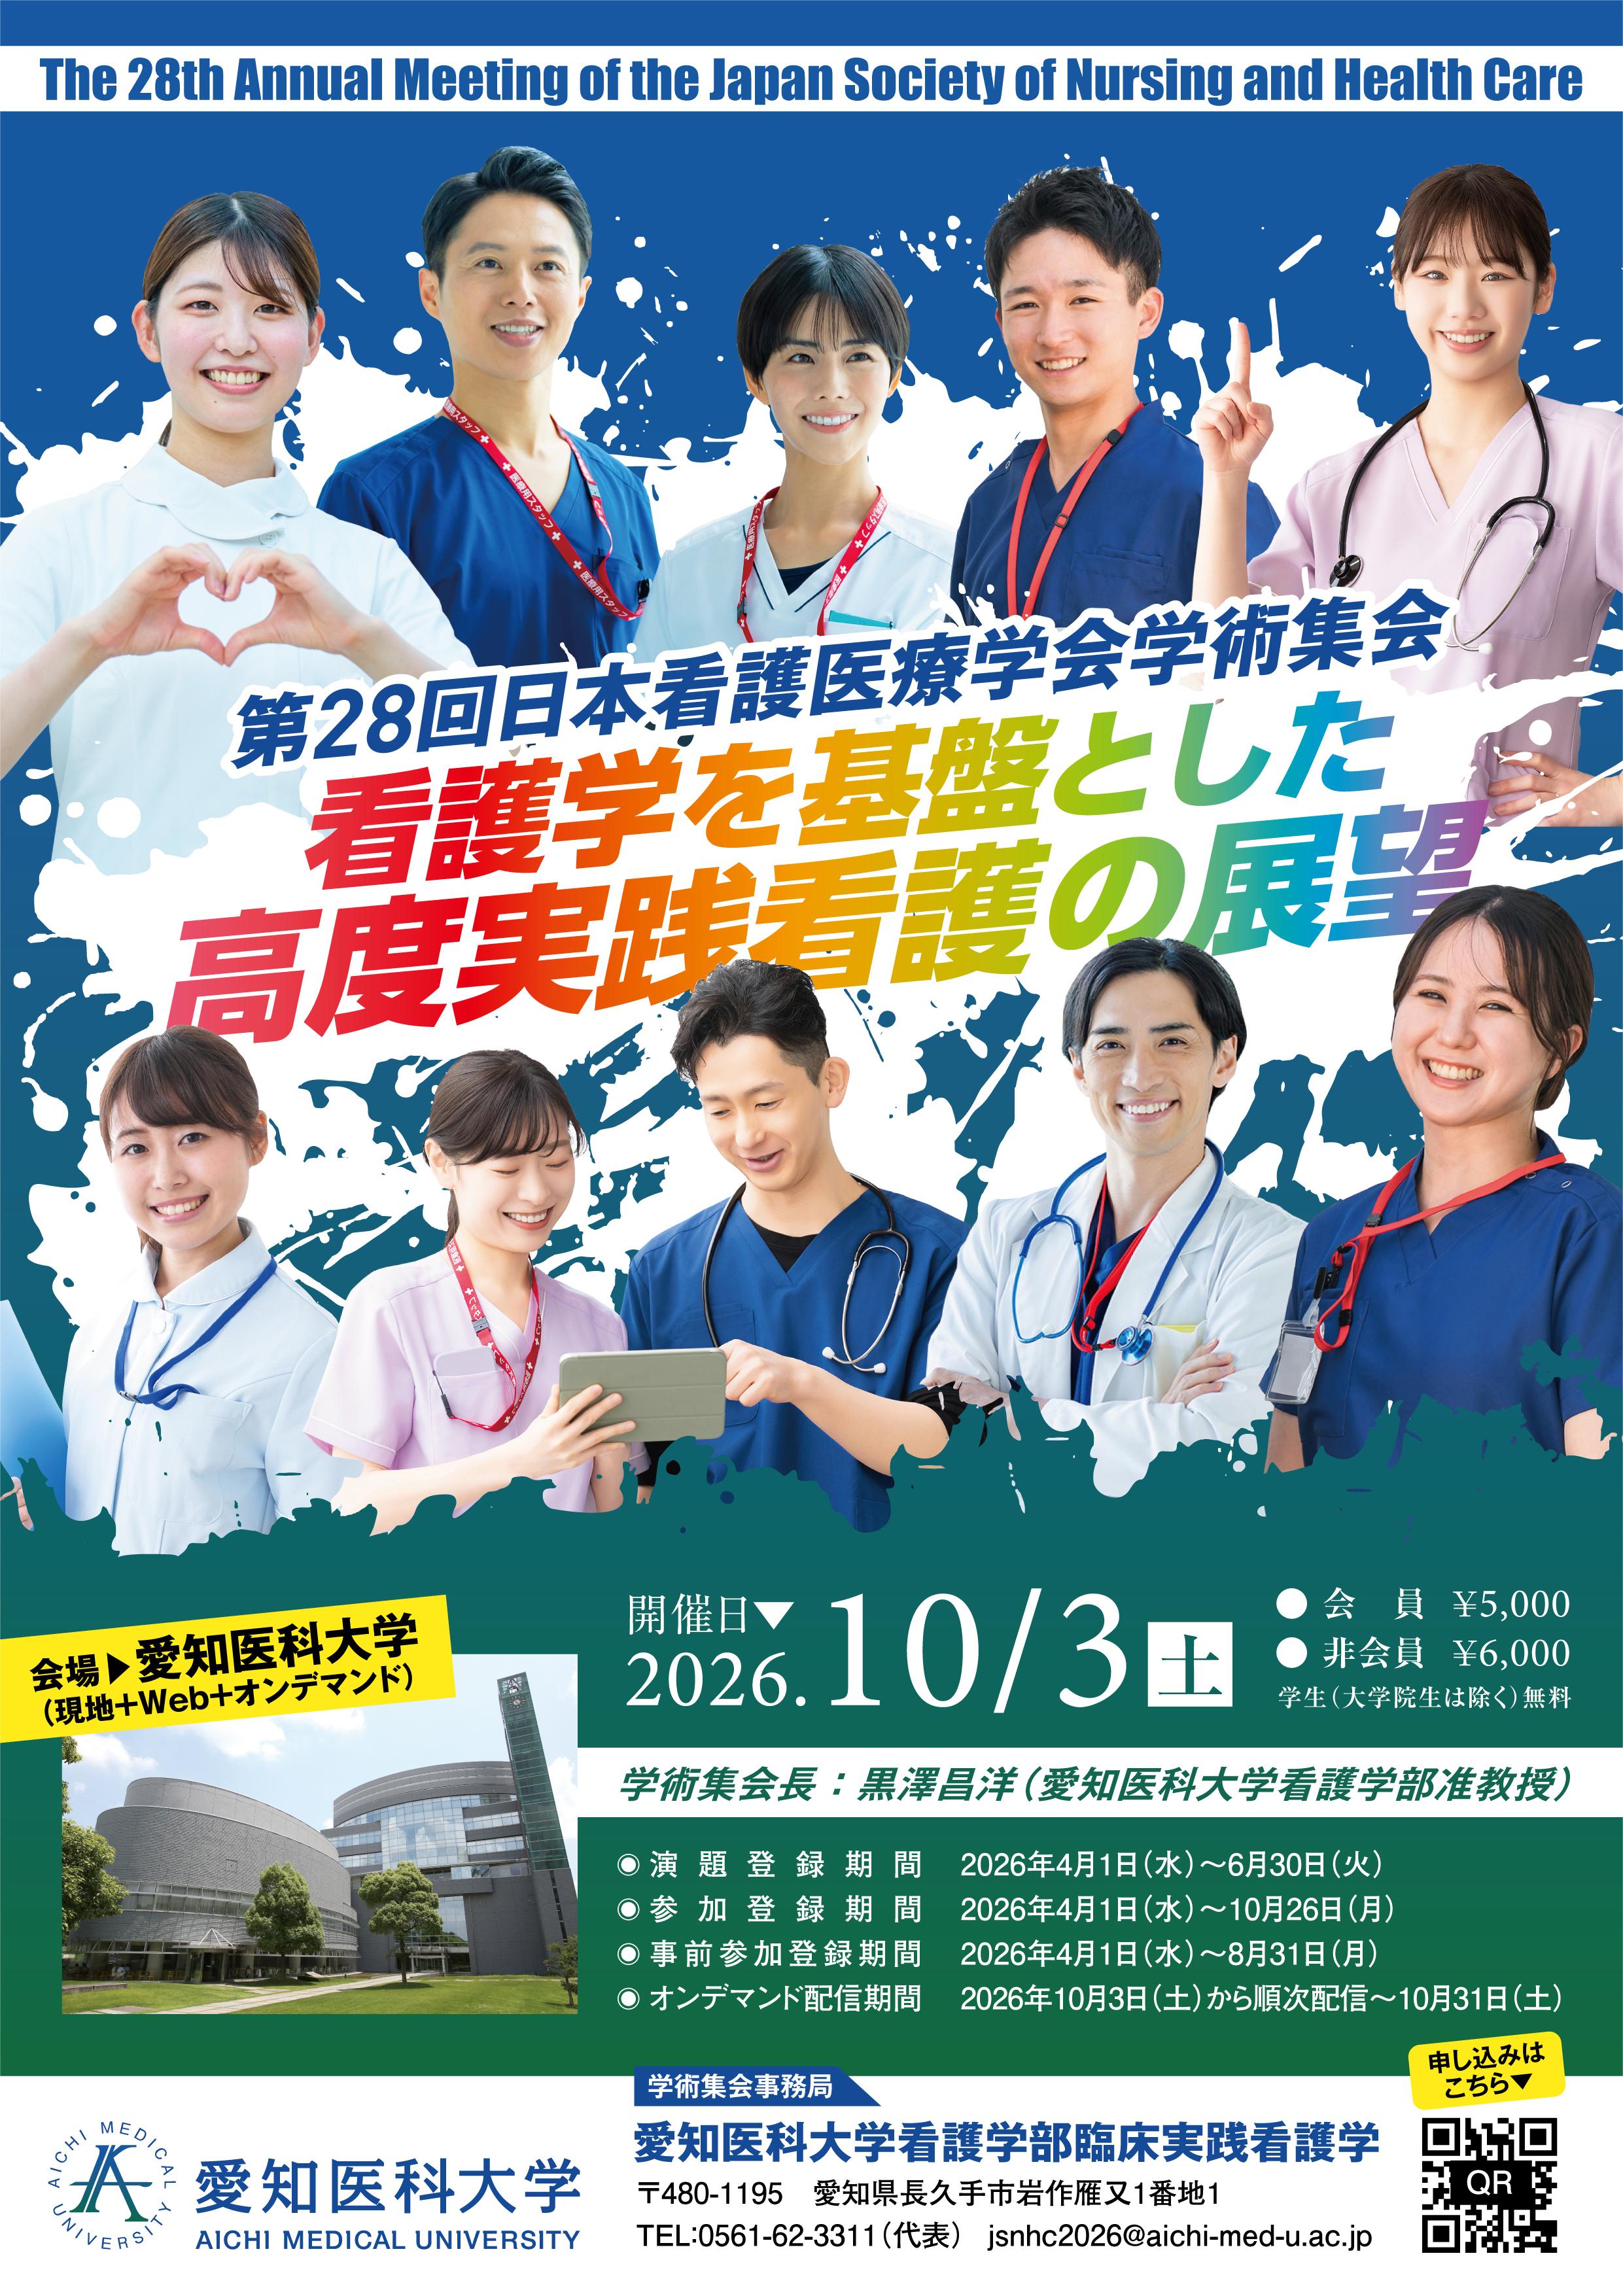 The 28th Annual Meeting of the Japan Society of Nursing and Health Care
第28回日本看護医療学会学術集会
看護学を基盤とした
高度実践看護の展望
会場▶愛知医科大学
（現地＋Web＋オンデマンド）
開催日▼
2026. 10/3 土
● 会員 ¥5,000
● 非会員 ¥6,000
学生（大学院生は除く）無料
学術集会長：黒澤昌洋（愛知医科大学看護学部准教授）
◉ 演題登録期間 2026年4月1日（水）～6月30日（火）
◉ 参加登録期間 2026年4月1日（水）～10月26日（月）
◉ 事前参加登録期間 2026年4月1日（水）～8月31日（月）
◉ オンデマンド配信期間 2026年10月3日（土）から順次配信～10月31日（土）
学術集会事務局
愛知医科大学看護学部臨床実践看護学
〒480-1195 愛知県長久手市岩作雁又1番地1
TEL:0561-62-3311（代表） jsnhc2026@aichi-med-u.ac.jp
申し込みは
こちら▼
QR
AICHI MEDICAL UNIVERSITY
愛知医科大学
AICHI MEDICAL UNIVERSITY
医療用スタッフ
医療用スタッフ